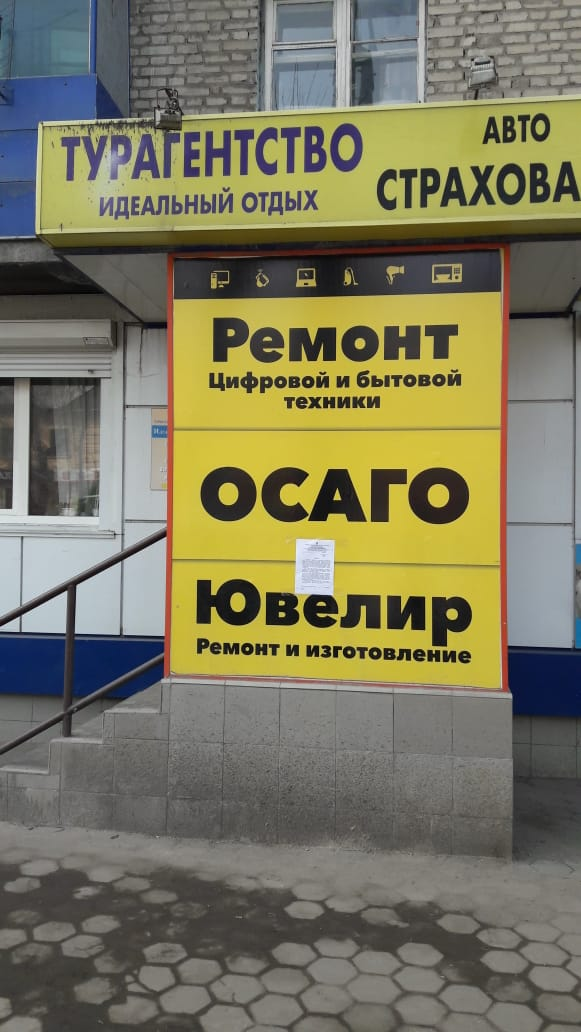 ТУРАГЕНТСТВО
ИДЕАЛЬНЫЙ ОТДЫХ
АВТО
СТРАХОВА
Ремонт
Цифровой и бытовой
техники
ОСАГО
Ювелир
Ремонт и изготовление